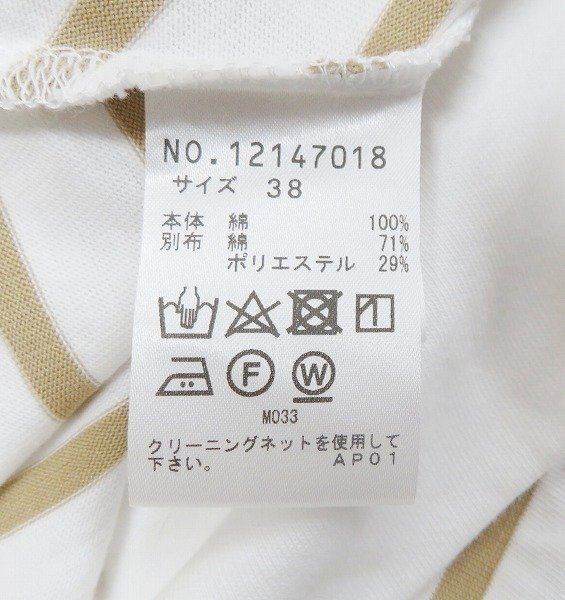 NO.12147018
サイズ 38
本体 綿 100%
別布 綿 71%
ポリエステル 29%
F W
M033
クリーニングネットを使用して
下さい。 AP01